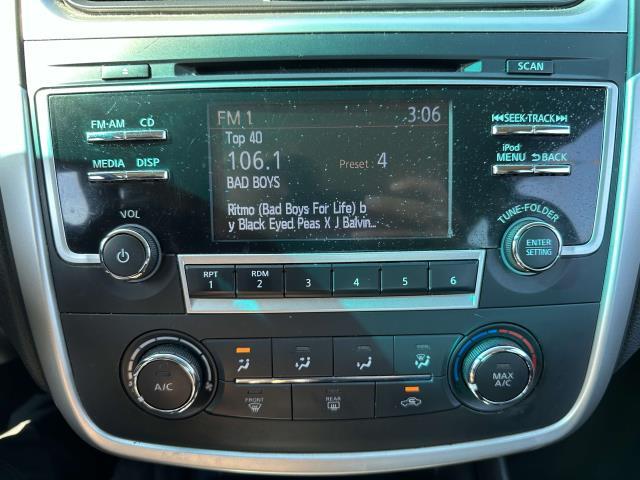 SCAN
FM·AM CD
MEDIA DISP
VOL
FM 1 3:06
Top 40
106.1 Preset : 4
BAD BOYS
Ritmo (Bad Boys For Life) b
y Black Eyed Peas X J Balvin...
SEEK·TRACK
iPod
MENU BACK
TUNE·FOLDER
ENTER
SETTING
RPT
1
RDM
2
3
4
5
6
A/C
FRONT
REAR
MAX
A/C